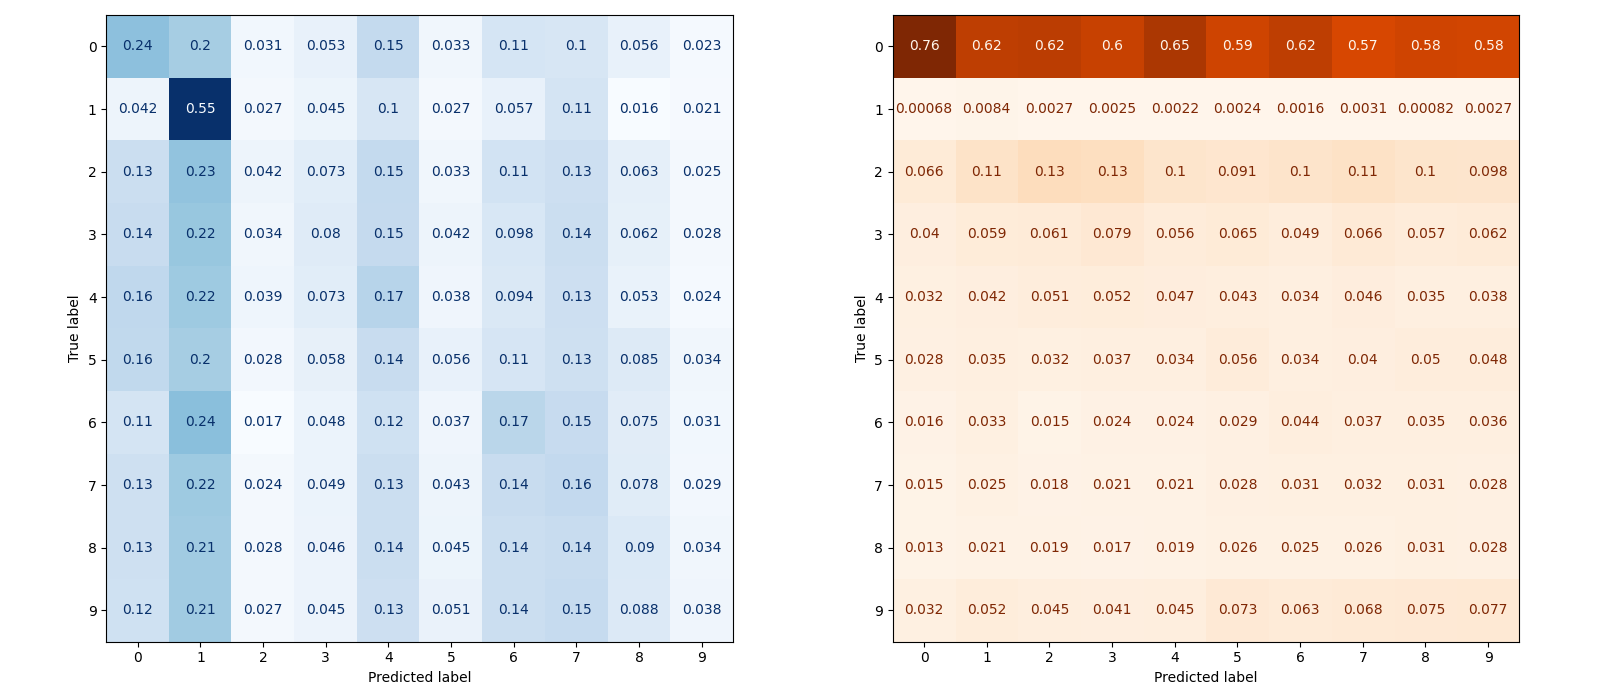 0 0.24 0.2 0.031 0.053 0.15 0.033 0.11 0.1 0.056 0.023
1 0.042 0.55 0.027 0.045 0.1 0.027 0.057 0.11 0.016 0.021
2 0.13 0.23 0.042 0.073 0.15 0.033 0.11 0.13 0.063 0.025
3 0.14 0.22 0.034 0.08 0.15 0.042 0.098 0.14 0.062 0.028
4 0.16 0.22 0.039 0.073 0.17 0.038 0.094 0.13 0.053 0.024
5 0.16 0.2 0.028 0.058 0.14 0.056 0.11 0.13 0.085 0.034
6 0.11 0.24 0.017 0.048 0.12 0.037 0.17 0.15 0.075 0.031
7 0.13 0.22 0.024 0.049 0.13 0.043 0.14 0.16 0.078 0.029
8 0.13 0.21 0.028 0.046 0.14 0.045 0.14 0.14 0.09 0.034
9 0.12 0.21 0.027 0.045 0.13 0.051 0.14 0.15 0.088 0.038
0 1 2 3 4 5 6 7 8 9
True label
Predicted label
0 0.76 0.62 0.62 0.6 0.65 0.59 0.62 0.57 0.58 0.58
1 0.00068 0.0084 0.0027 0.0025 0.0022 0.0024 0.0016 0.0031 0.00082 0.0027
2 0.066 0.11 0.13 0.13 0.1 0.091 0.1 0.11 0.1 0.098
3 0.04 0.059 0.061 0.079 0.056 0.065 0.049 0.066 0.057 0.062
4 0.032 0.042 0.051 0.052 0.047 0.043 0.034 0.046 0.035 0.038
5 0.028 0.035 0.032 0.037 0.034 0.056 0.034 0.04 0.05 0.048
6 0.016 0.033 0.015 0.024 0.024 0.029 0.044 0.037 0.035 0.036
7 0.015 0.025 0.018 0.021 0.021 0.028 0.031 0.032 0.031 0.028
8 0.013 0.021 0.019 0.017 0.019 0.026 0.025 0.026 0.031 0.028
9 0.032 0.052 0.045 0.041 0.045 0.073 0.063 0.068 0.075 0.077
0 1 2 3 4 5 6 7 8 9
True label
Predicted label